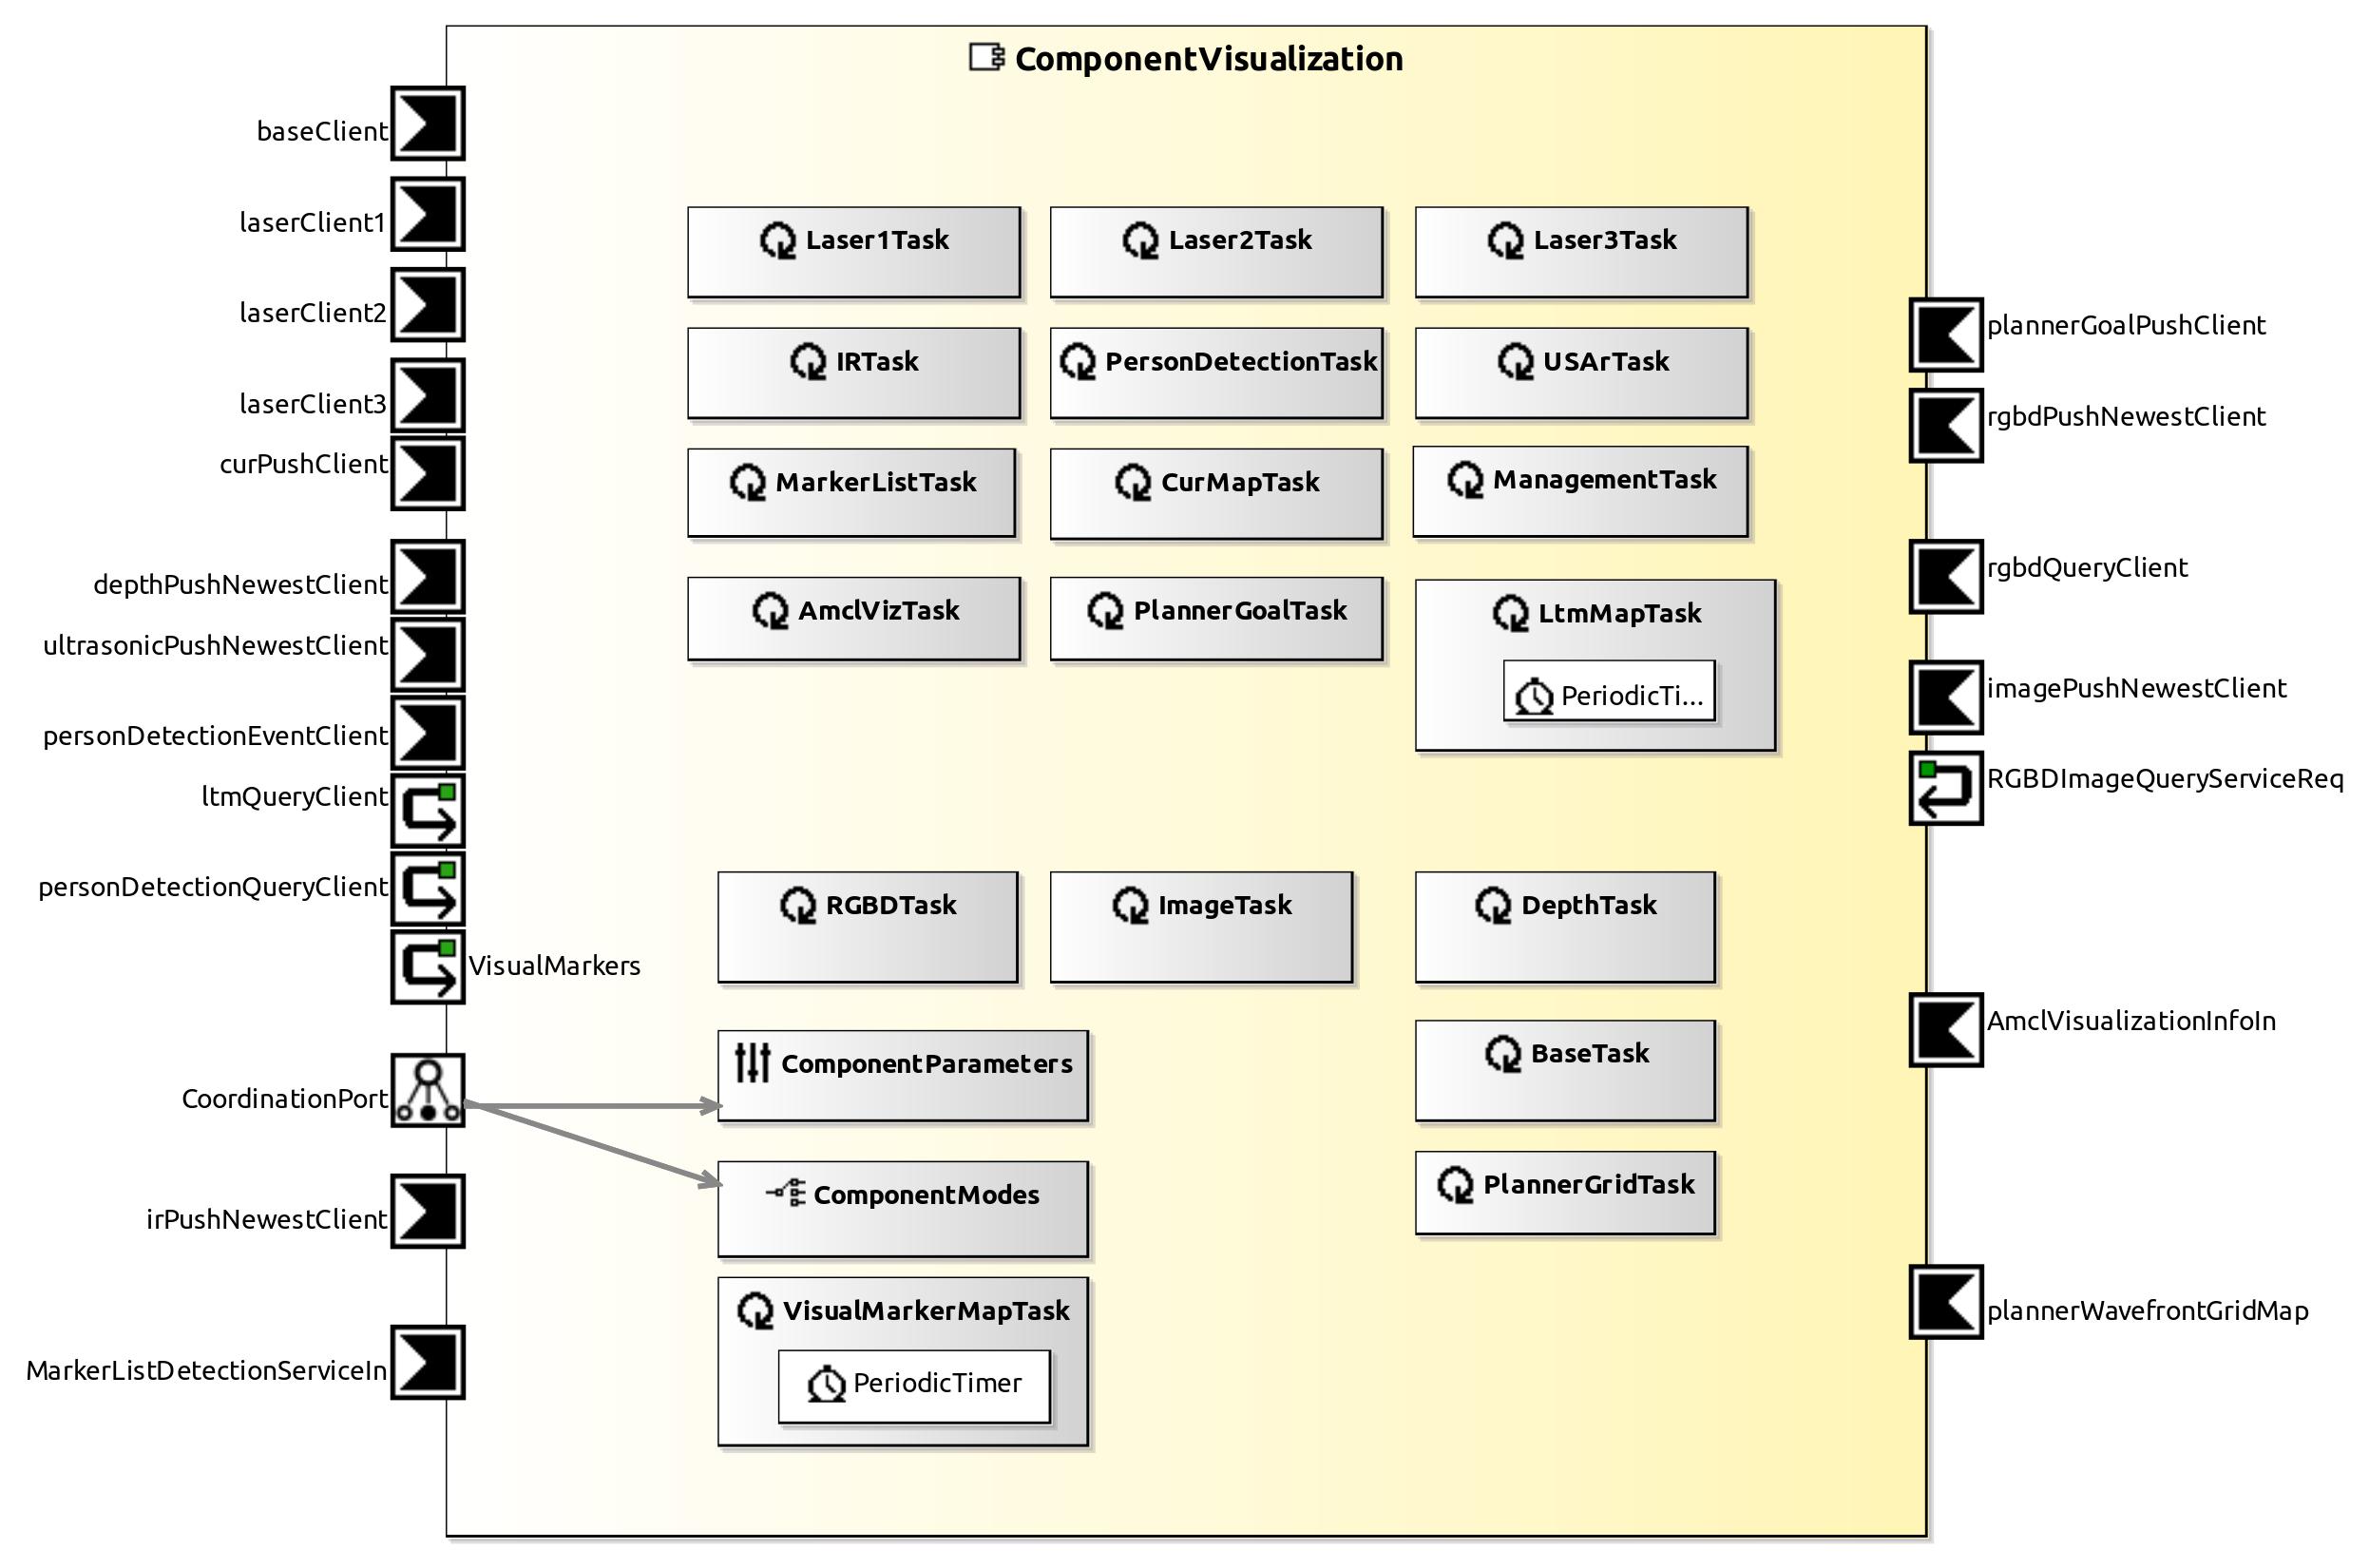 ComponentVisualization
baseClient
laserClient1
laserClient2
laserClient3
curPushClient
depthPushNewestClient
ultrasonicPushNewestClient
personDetectionEventClient
ltmQueryClient
personDetectionQueryClient
VisualMarkers
CoordinationPort
irPushNewestClient
MarkerListDetectionServiceIn
Laser1Task
Laser2Task
Laser3Task
IRTask
PersonDetectionTask
USArTask
MarkerListTask
CurMapTask
ManagementTask
AmclVizTask
PlannerGoalTask
LtmMapTask
PeriodicTi...
RGBDTask
ImageTask
DepthTask
ComponentParameters
BaseTask
ComponentModes
PlannerGridTask
VisualMarkerMapTask
PeriodicTimer
plannerGoalPushClient
rgbdPushNewestClient
rgbdQueryClient
imagePushNewestClient
RGBDImageQueryServiceReq
AmclVisualizationInfoIn
plannerWavefrontGridMap